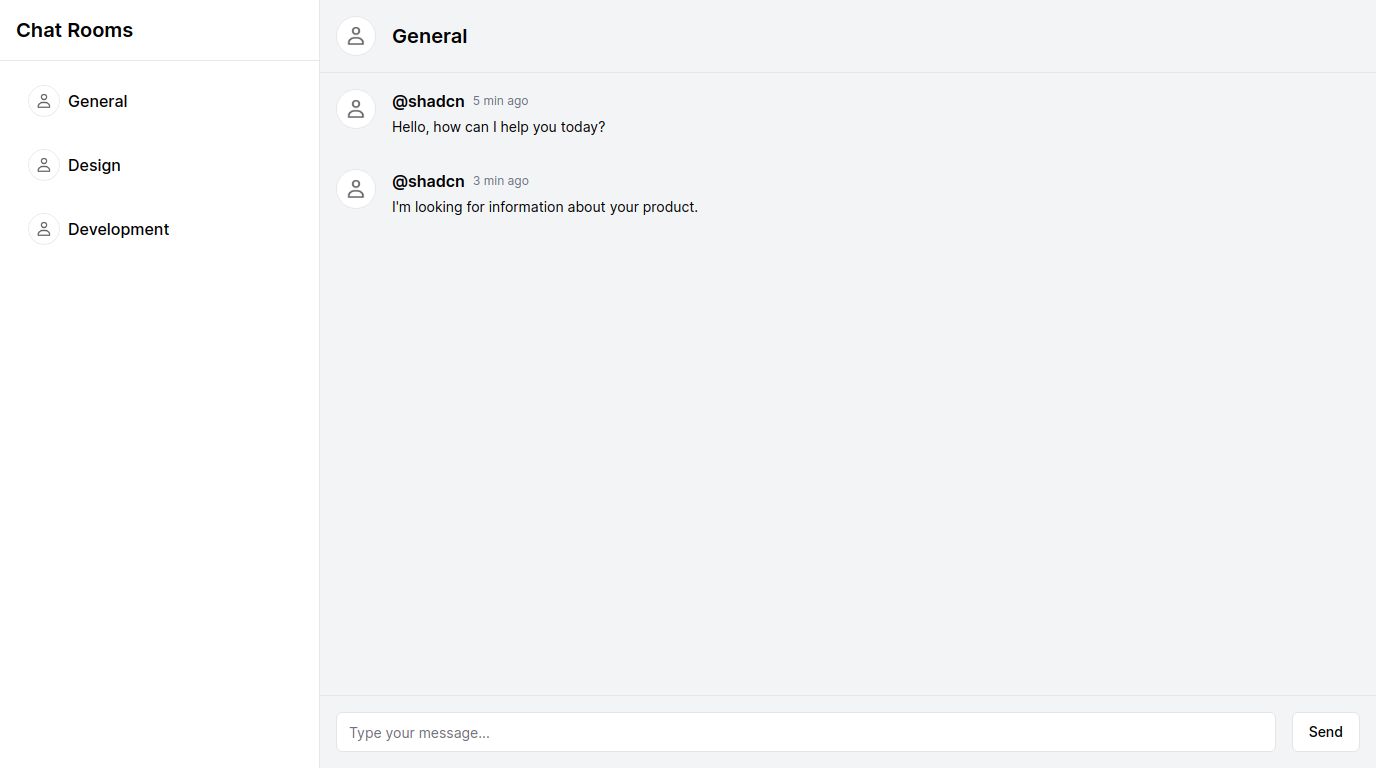 Chat Rooms
General
Design
Development
General
@shadcn 5 min ago
Hello, how can I help you today?
@shadcn 3 min ago
I'm looking for information about your product.
Type your message...
Send